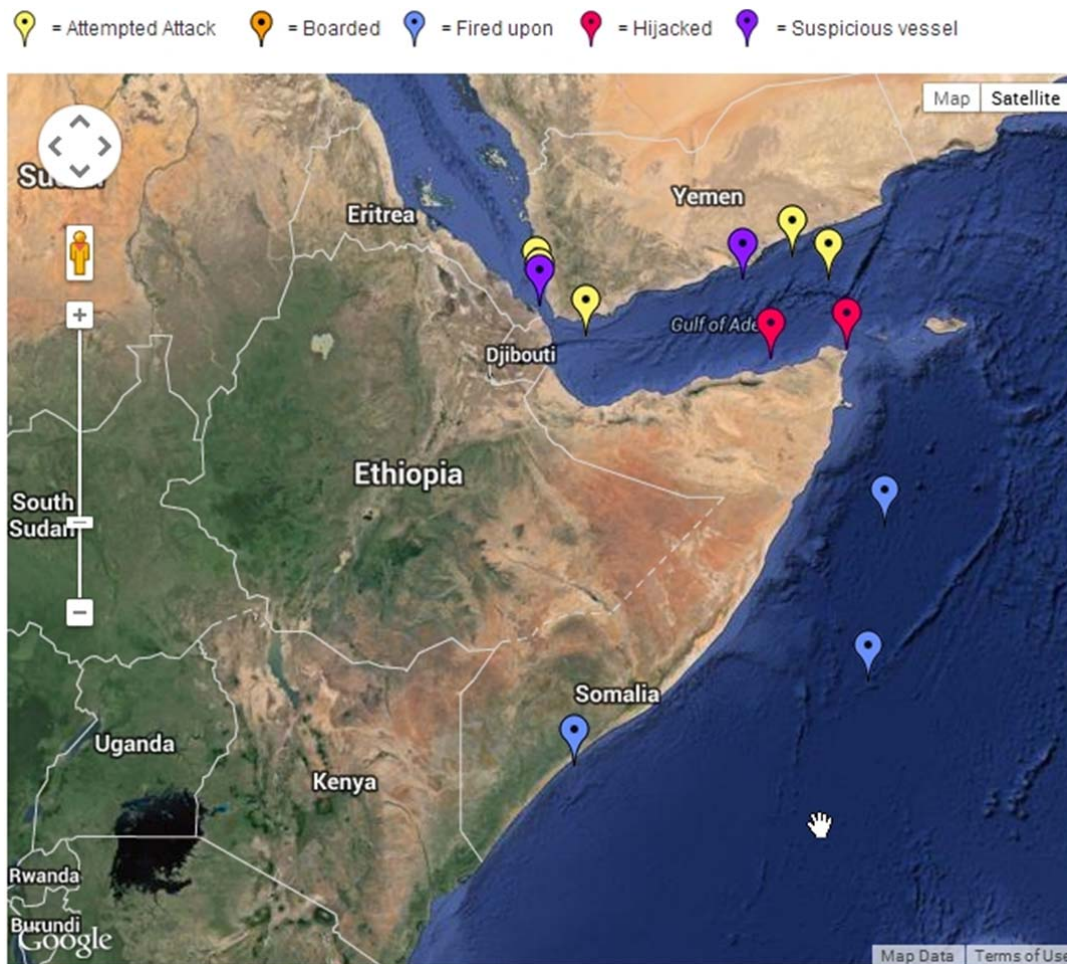 = Attempted Attack = Boarded = Fired upon = Hijacked = Suspicious vessel
Map Satellite
Yemen
Eritrea
Gulf of Ade
Djibouti
Ethiopia
South
Sudan
Somalia
Uganda
Kenya
Rwanda
Burundi
Google
Map Data Terms of Use